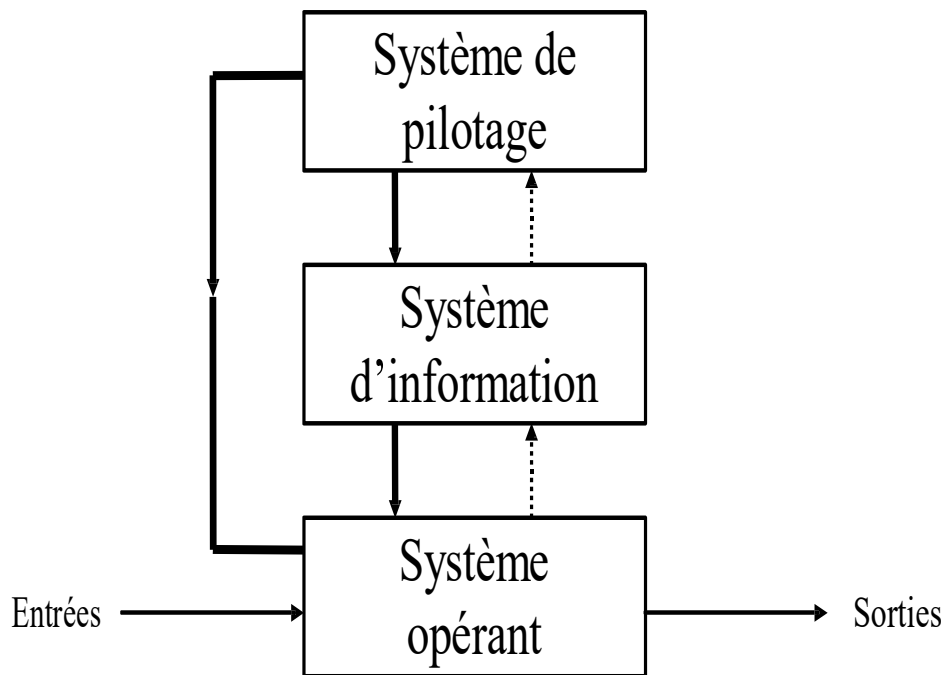 Système de
pilotage
Système
d’information
Système
opérant
Entrées
Sorties